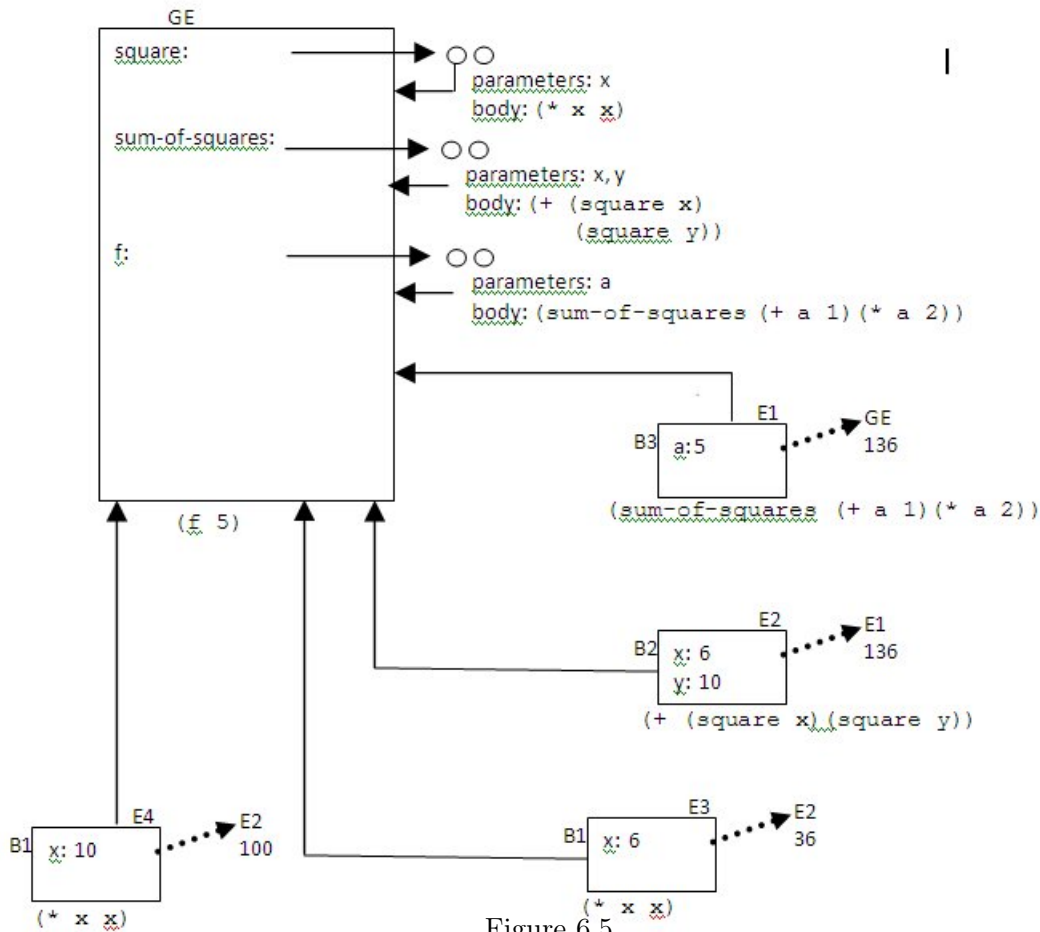 GE
square:
parameters: x
body: (* x x)
sum-of-squares:
parameters: x,y
body: (+ (square x)
(square y))
f:
parameters: a
body: (sum-of-squares (+ a 1)(* a 2))
E1
GE
B3
a:5
136
(sum-of-squares (+ a 1)(* a 2))
(f 5)
E2
E1
B2
x: 6
136
y: 10
(+ (square x)(square y))
E4
E2
B1
x: 10
100
(* x x)
E3
E2
B1
x: 6
36
(* x x)
Figure 6.5